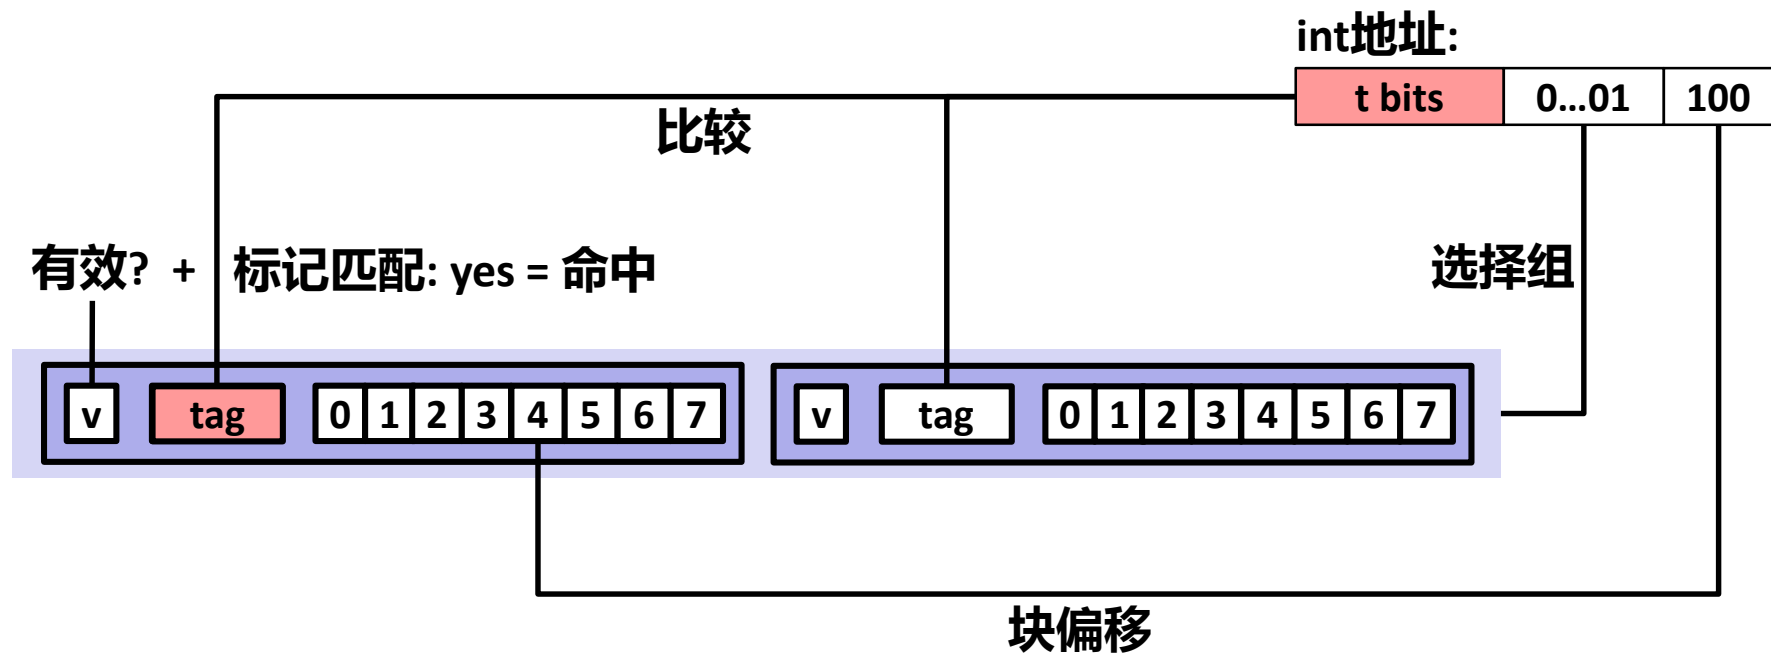 int地址:
t bits 0...01 100
比较
有效? + 标记匹配: yes = 命中
选择组
v tag 0 1 2 3 4 5 6 7 v tag 0 1 2 3 4 5 6 7
块偏移